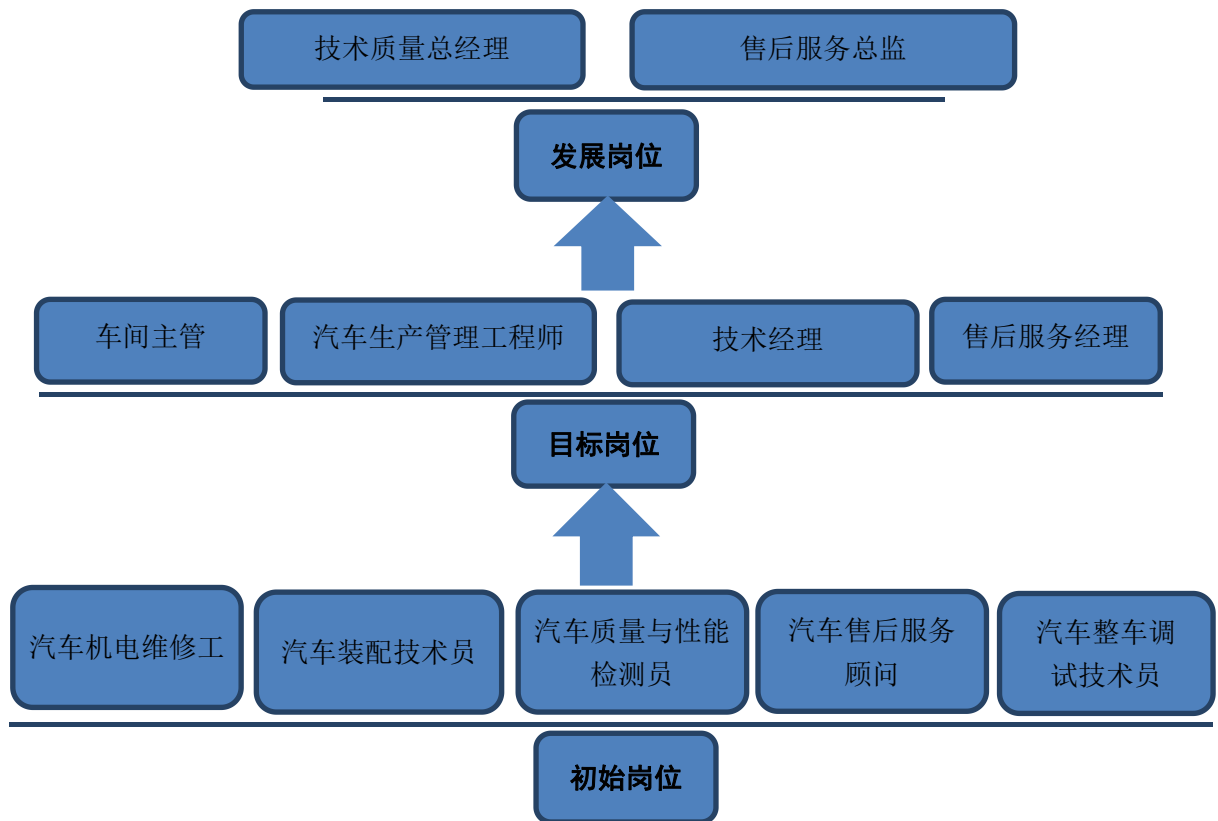 技术质量总经理
售后服务总监
发展岗位
车间主管
汽车生产管理工程师
技术经理
售后服务经理
目标岗位
汽车机电维修工
汽车装配技术员
汽车质量与性能
检测员
汽车售后服务
顾问
汽车整车调
试技术员
初始岗位